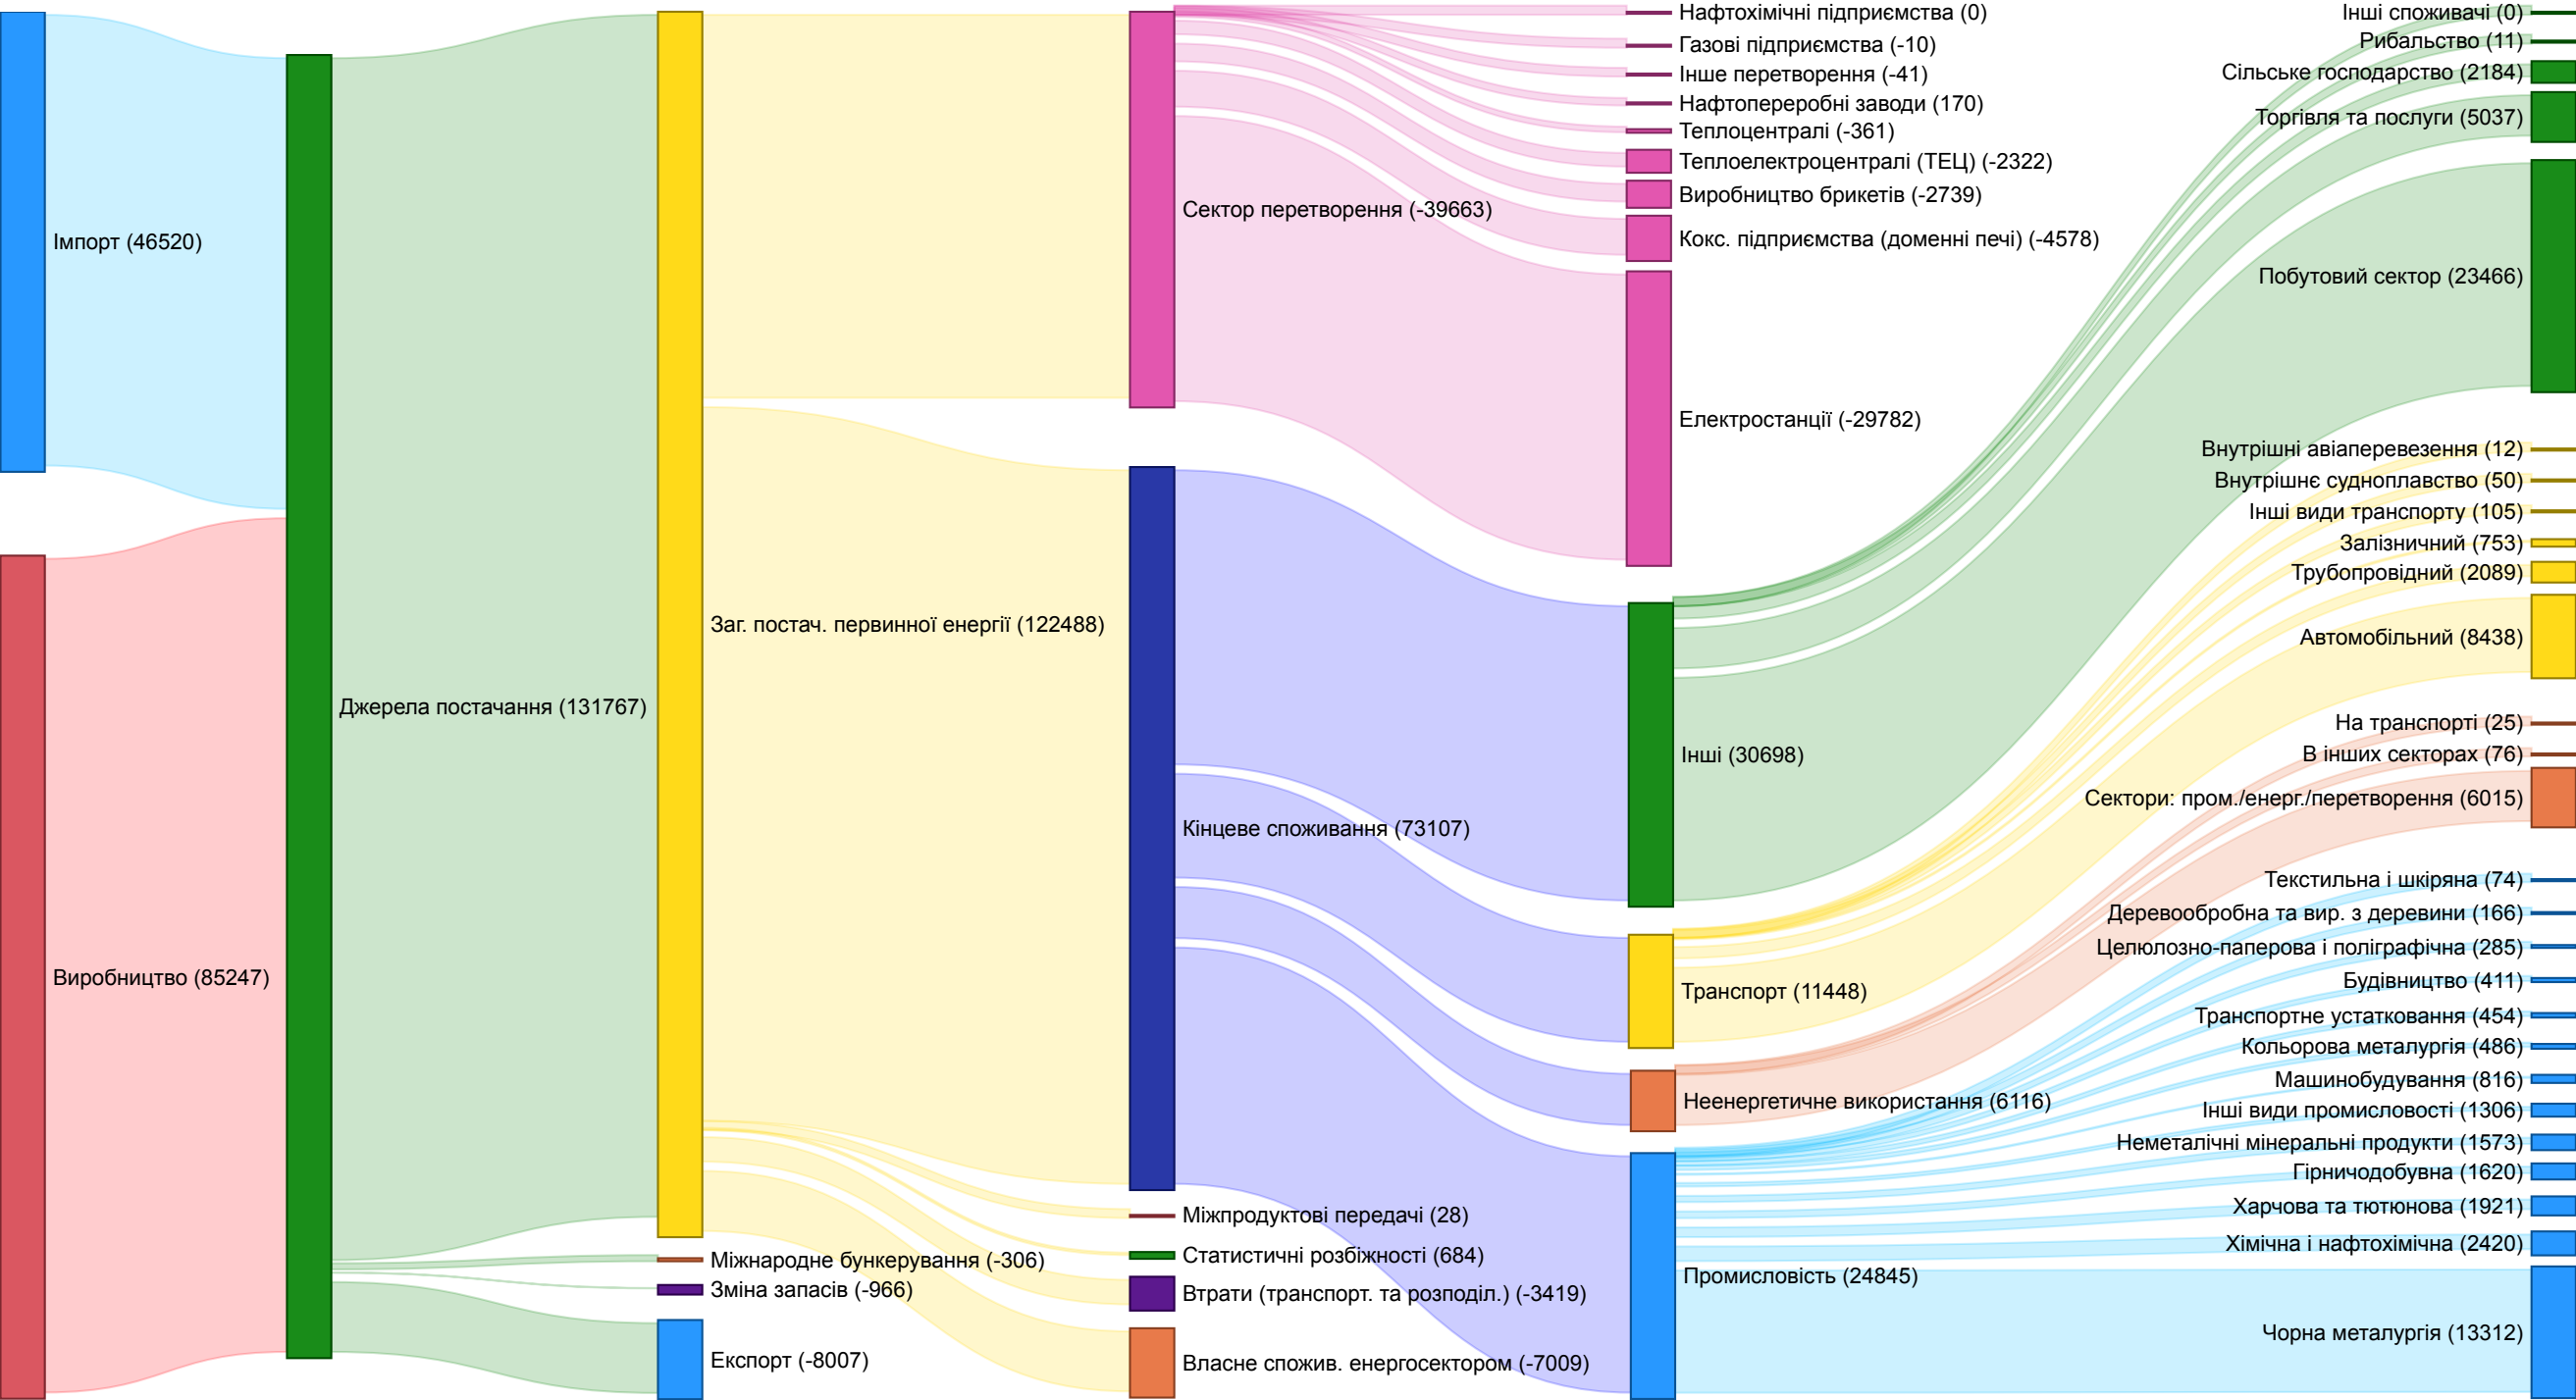 Імпорт (46520)
Виробництво (85247)
Джерела постачання (131767)
Заг. постач. первинної енергії (122488)
Міжнародне бункерування (-306)
Зміна запасів (-966)
Експорт (-8007)
Сектор перетворення (-39663)
Кінцеве споживання (73107)
Міжпродуктові передачі (28)
Статистичні розбіжності (684)
Втрати (транспорт. та розподіл.) (-3419)
Власне спожив. енергосектором (-7009)
Нафтохімічні підприємства (0)
Газові підприємства (-10)
Інше перетворення (-41)
Нафтопереробні заводи (170)
Теплоцентралі (-361)
Теплоелектроцентралі (ТЕЦ) (-2322)
Виробництво брикетів (-2739)
Кокс. підприємства (доменні печі) (-4578)
Електростанції (-29782)
Інші (30698)
Транспорт (11448)
Неенергетичне використання (6116)
Промисловість (24845)
Інші споживачі (0)
Рибальство (11)
Сільське господарство (2184)
Торгівля та послуги (5037)
Побутовий сектор (23466)
Внутрішні авіаперевезення (12)
Внутрішнє судноплавство (50)
Інші види транспорту (105)
Залізничний (753)
Трубопровідний (2089)
Автомобільний (8438)
На транспорті (25)
В інших секторах (76)
Сектори: пром./енерг./перетворення (6015)
Текстильна і шкіряна (74)
Деревообробна та вир. з деревини (166)
Целюлозно-паперова і поліграфічна (285)
Будівництво (411)
Транспортне устатковання (454)
Кольорова металургія (486)
Машинобудування (816)
Інші види промисловості (1306)
Неметалічні мінеральні продукти (1573)
Гірничодобувна (1620)
Харчова та тютюнова (1921)
Хімічна і нафтохімічна (2420)
Чорна металургія (13312)